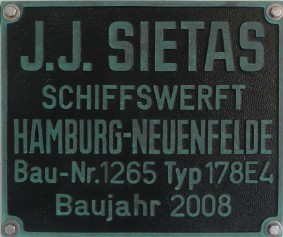 J.J. SIETAS
SCHIFFSWERFT
HAMBURG-NEUENFELDE
Bau-Nr.1265 Typ 178E4
Baujahr 2008